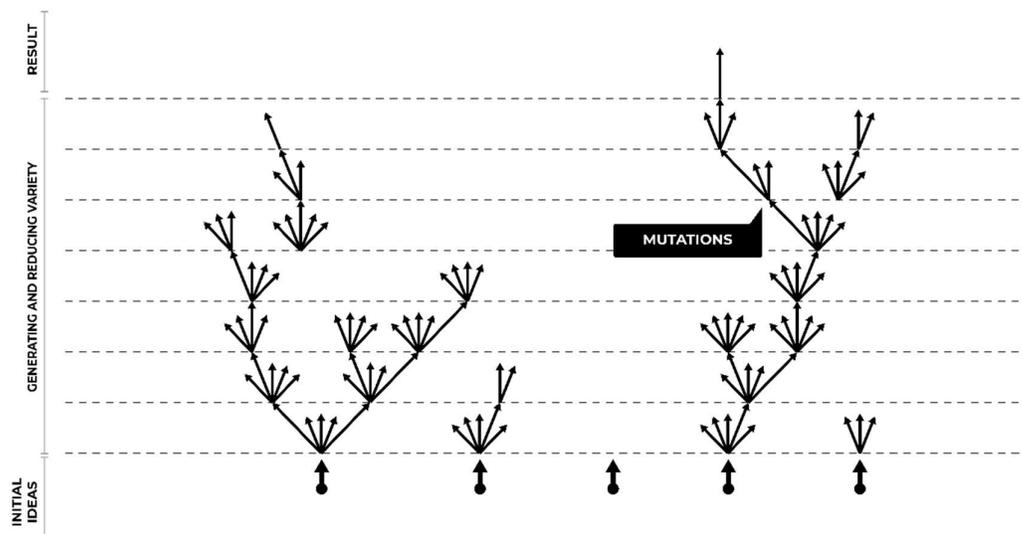 RESULT
GENERATING AND REDUCING VARIETY
MUTATIONS
INITIAL
IDEAS